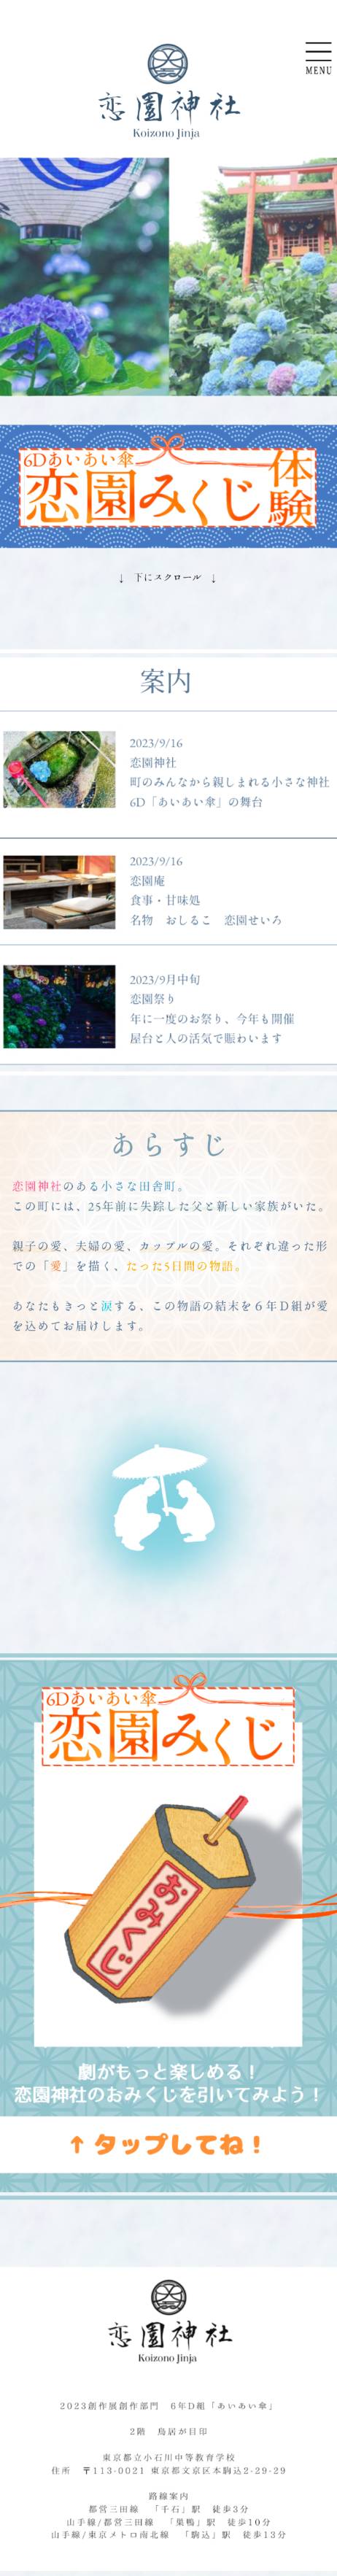 MENU
恋園神社
Koizono Jinja
6Dあいあい傘
恋園みくじ
体験
↓ 下にスクロール ↓
案内
2023/9/16
恋園神社
町のみんなから親しまれる小さな神社
6D「あいあい傘」の舞台
2023/9/16
恋園庵
食事・甘味処
名物 おしるこ 恋園せいろ
2023/9月中旬
恋園祭り
年に一度のお祭り、今年も開催
屋台と人の活気で賑わいます
あらすじ
恋園神社のある小さな田舎町。
この町には、25年前に失踪した父と新しい家族がいた。
親子の愛、夫婦の愛、カップルの愛。それぞれ違った形
での「愛」を描く、たった5日間の物語。
あなたもきっと涙する、この物語の結末を６年Ｄ組が愛
を込めてお届けします。
6Dあいあい傘
恋園みくじ
おみくじ
劇がもっと楽しめる！
恋園神社のおみくじを引いてみよう！
↑タップしてね！
恋園神社
Koizono Jinja
2023創作展創作部門 6年D組「あいあい傘」
2階 鳥居が目印
東京都立小石川中等教育学校
住所 〒113-0021 東京都文京区本駒込2-29-29
路線案内
都営三田線 「千石」駅 徒歩3分
山手線/都営三田線 「巣鴨」駅 徒歩10分
山手線/東京メトロ南北線 「駒込」駅 徒歩13分